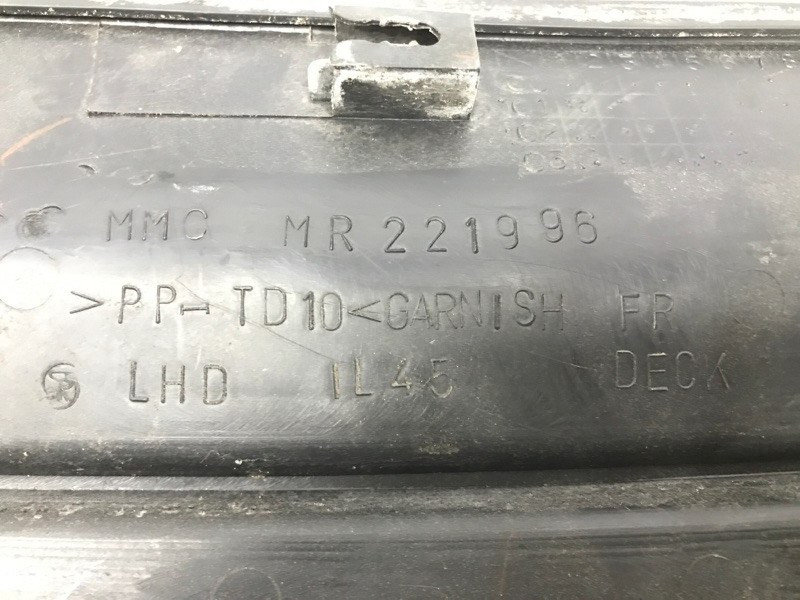 MMC MR221996
>PP-TD10< GARNISH FR
LHD 1L45 DECK